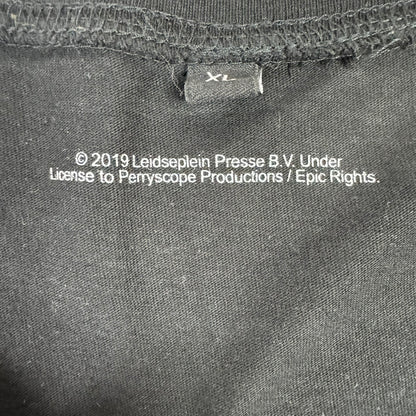 XL
© 2019 Leidseplein Presse B.V. Under
License to Perryscope Productions / Epic Rights.